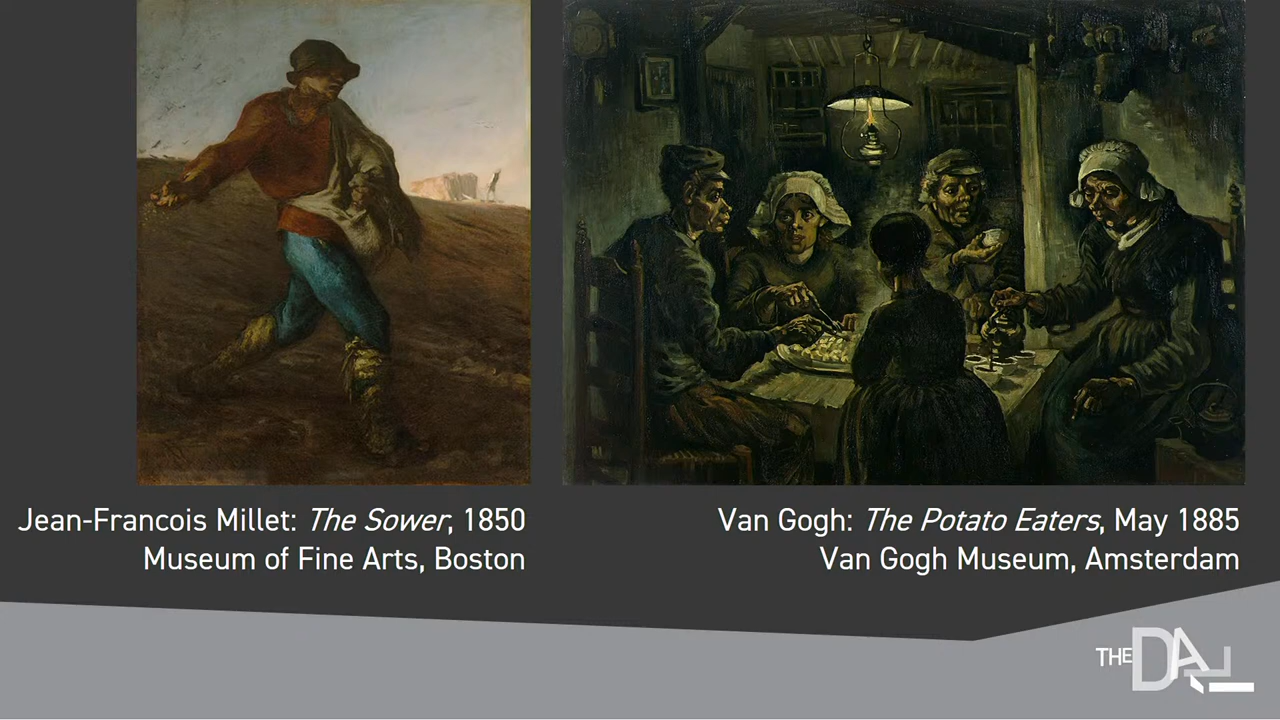 Jean-Francois Millet: The Sower, 1850
Museum of Fine Arts, Boston
Van Gogh: The Potato Eaters, May 1885
Van Gogh Museum, Amsterdam
THE DALI